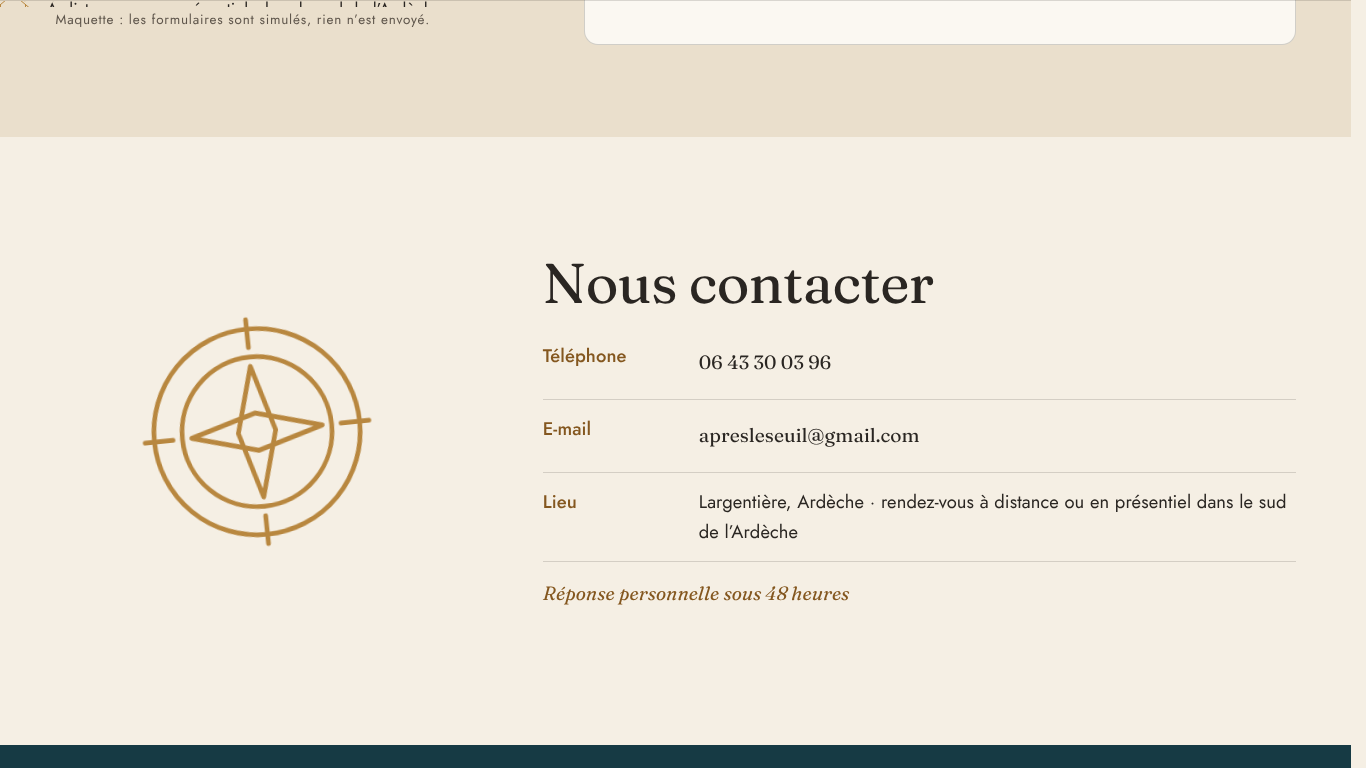 Maquette : les formulaires sont simulés, rien n’est envoyé.
Nous contacter
Téléphone
06 43 30 03 96
E-mail
apresleseuil@gmail.com
Lieu
Largentière, Ardèche · rendez-vous à distance ou en présentiel dans le sud
de l’Ardèche
Réponse personnelle sous 48 heures